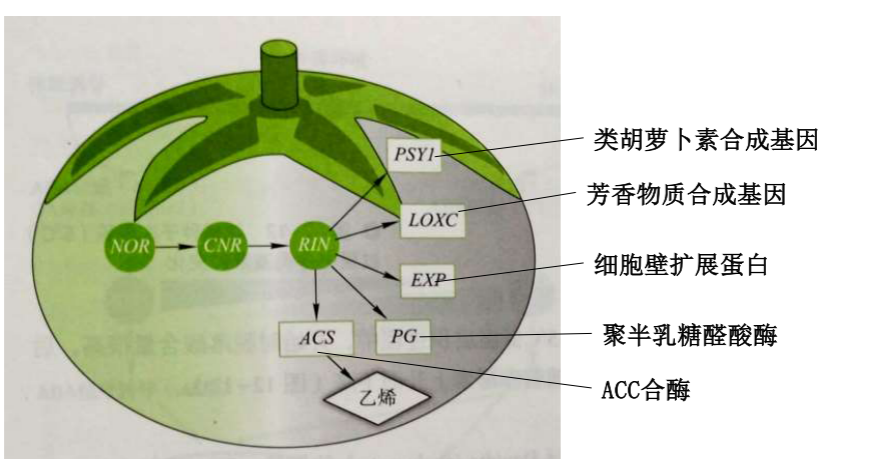 PSY1
类胡萝卜素合成基因
LOXC
芳香物质合成基因
NOR
CNR
RIN
EXP
细胞壁扩展蛋白
ACS
PG
聚半乳糖醛酸酶
ACC合酶
乙烯